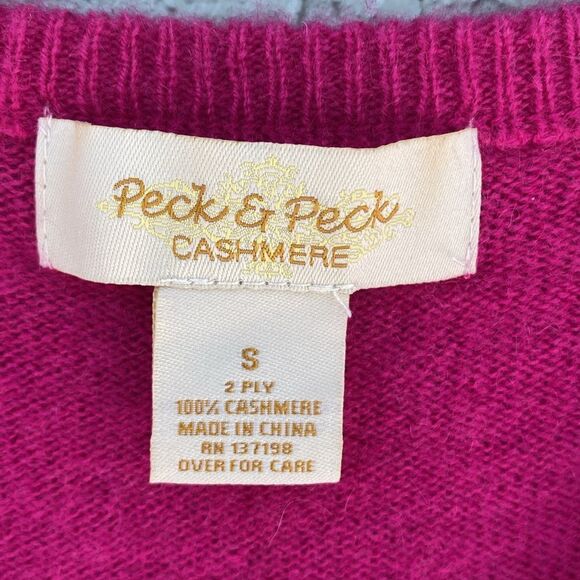 Peck & Peck
CASHMERE
S
2 PLY
100% CASHMERE
MADE IN CHINA
RN 137198
OVER FOR CARE